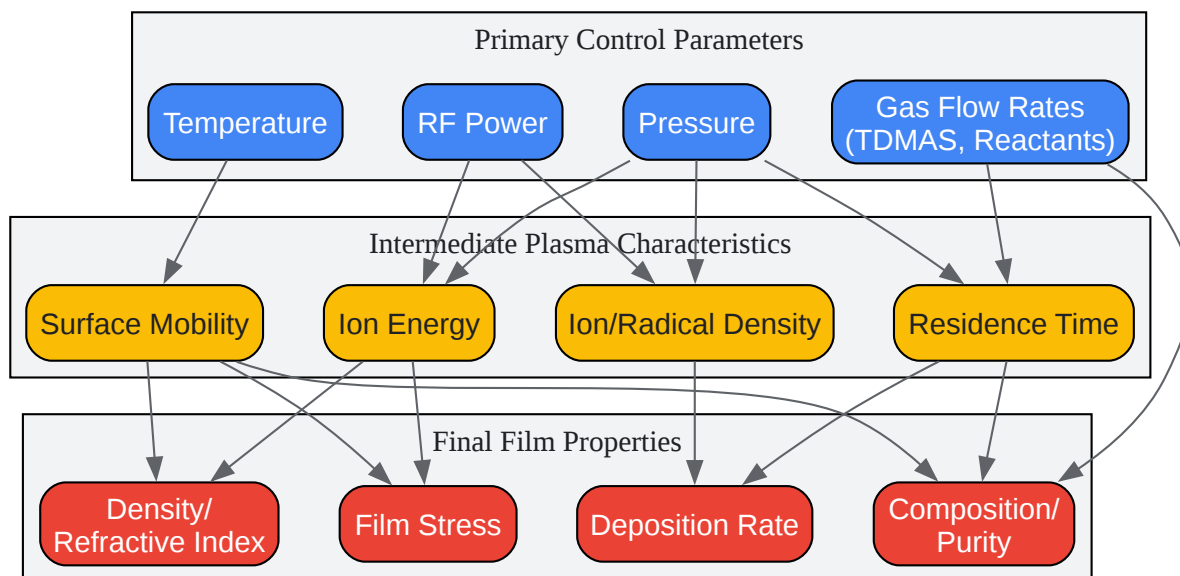 Primary Control Parameters
Temperature
RF Power
Pressure
Gas Flow Rates
(TDMAS, Reactants)
Intermediate Plasma Characteristics
Surface Mobility
Ion Energy
Ion/Radical Density
Residence Time
Final Film Properties
Density/
Refractive Index
Film Stress
Deposition Rate
Composition/
Purity